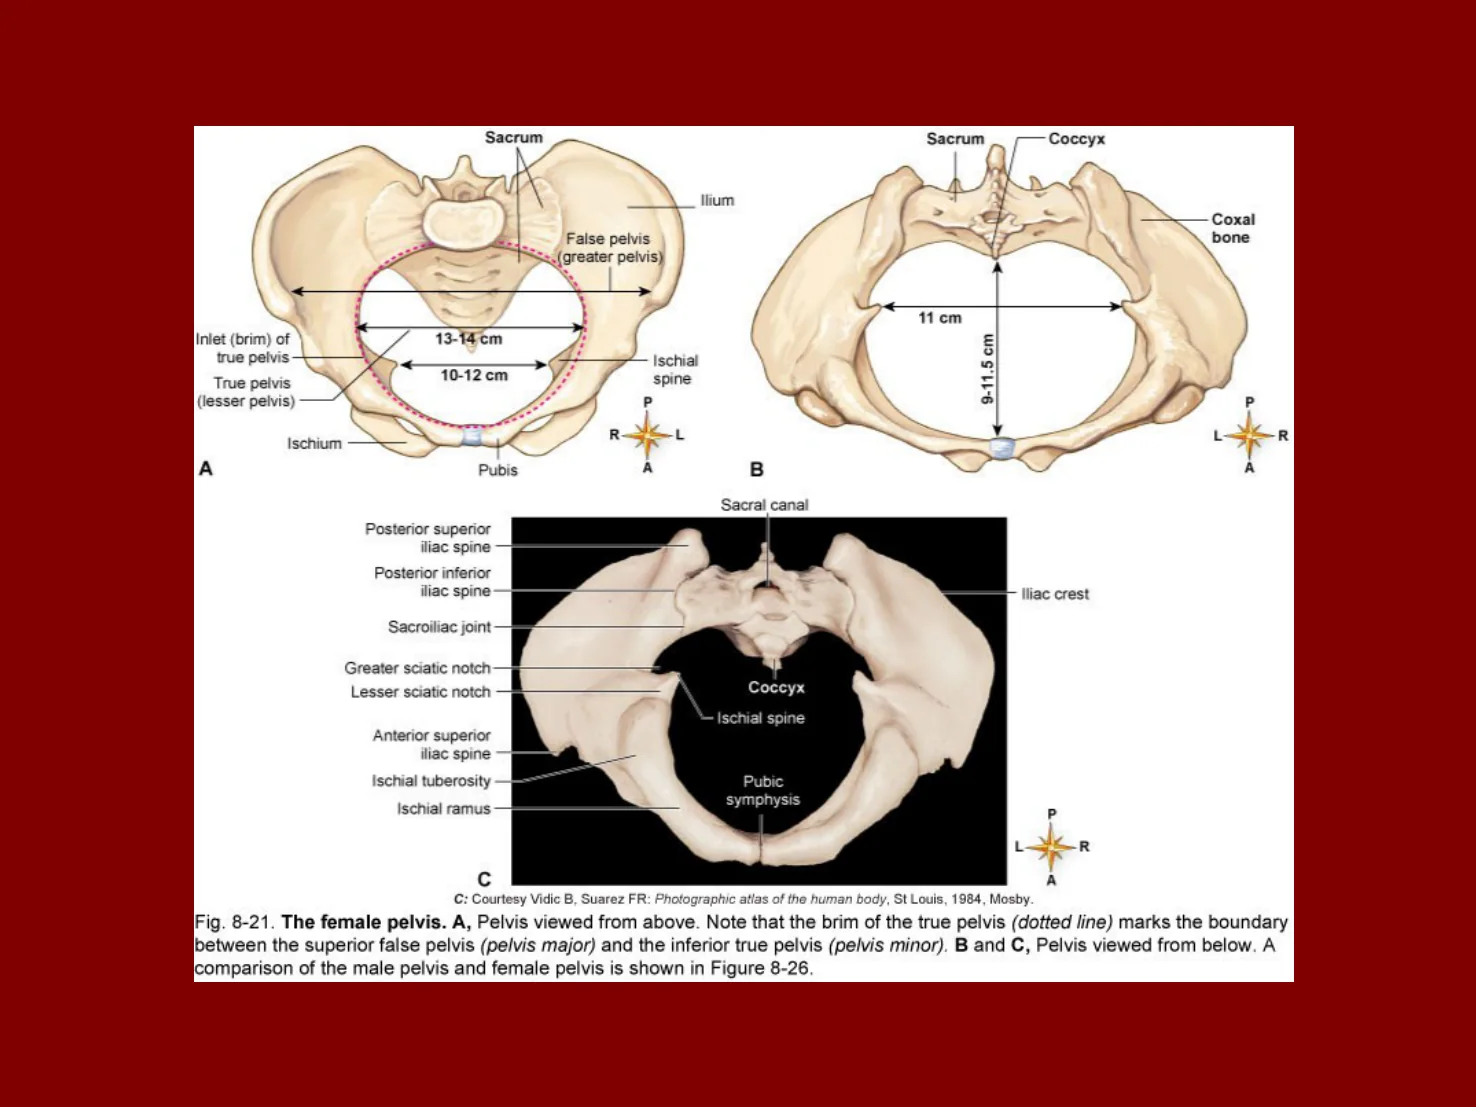 Sacrum
Ilium
False pelvis
(greater pelvis)
Inlet (brim) of
true pelvis
13-14 cm
True pelvis
(lesser pelvis)
10-12 cm
Ischial
spine
Ischium
Pubis
P
R L
A
A
Sacrum
Coccyx
Coxal
bone
11 cm
9-11.5 cm
P
L R
A
B
Sacral canal
Posterior superior
iliac spine
Posterior inferior
iliac spine
Iliac crest
Sacroiliac joint
Greater sciatic notch
Lesser sciatic notch
Coccyx
Ischial spine
Anterior superior
iliac spine
Ischial tuberosity
Ischial ramus
Pubic
symphysis
P
L R
A
C
C: Courtesy Vidic B, Suarez FR: Photographic atlas of the human body, St Louis, 1984, Mosby.
Fig. 8-21. The female pelvis. A, Pelvis viewed from above. Note that the brim of the true pelvis (dotted line) marks the boundary
between the superior false pelvis (pelvis major) and the inferior true pelvis (pelvis minor). B and C, Pelvis viewed from below. A
comparison of the male pelvis and female pelvis is shown in Figure 8-26.